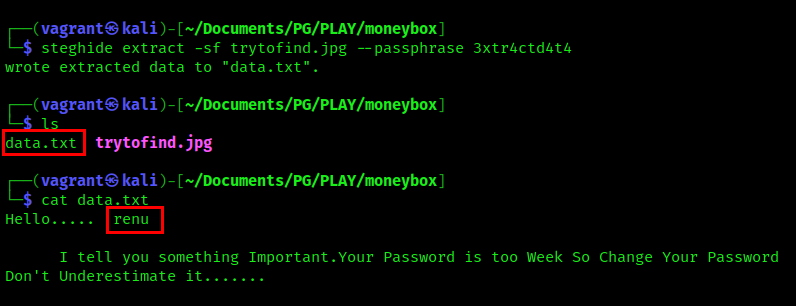 ┌──(vagrant㉿kali)-[~/Documents/PG/PLAY/moneybox]
└─$ steghide extract -sf trytofind.jpg --passphrase 3xtr4ctd4t4
wrote extracted data to "data.txt".
┌──(vagrant㉿kali)-[~/Documents/PG/PLAY/moneybox]
└─$ ls
data.txt trytofind.jpg
┌──(vagrant㉿kali)-[~/Documents/PG/PLAY/moneybox]
└─$ cat data.txt
Hello..... renu
I tell you something Important.Your Password is too Week So Change Your Password
Don't Underestimate it.......